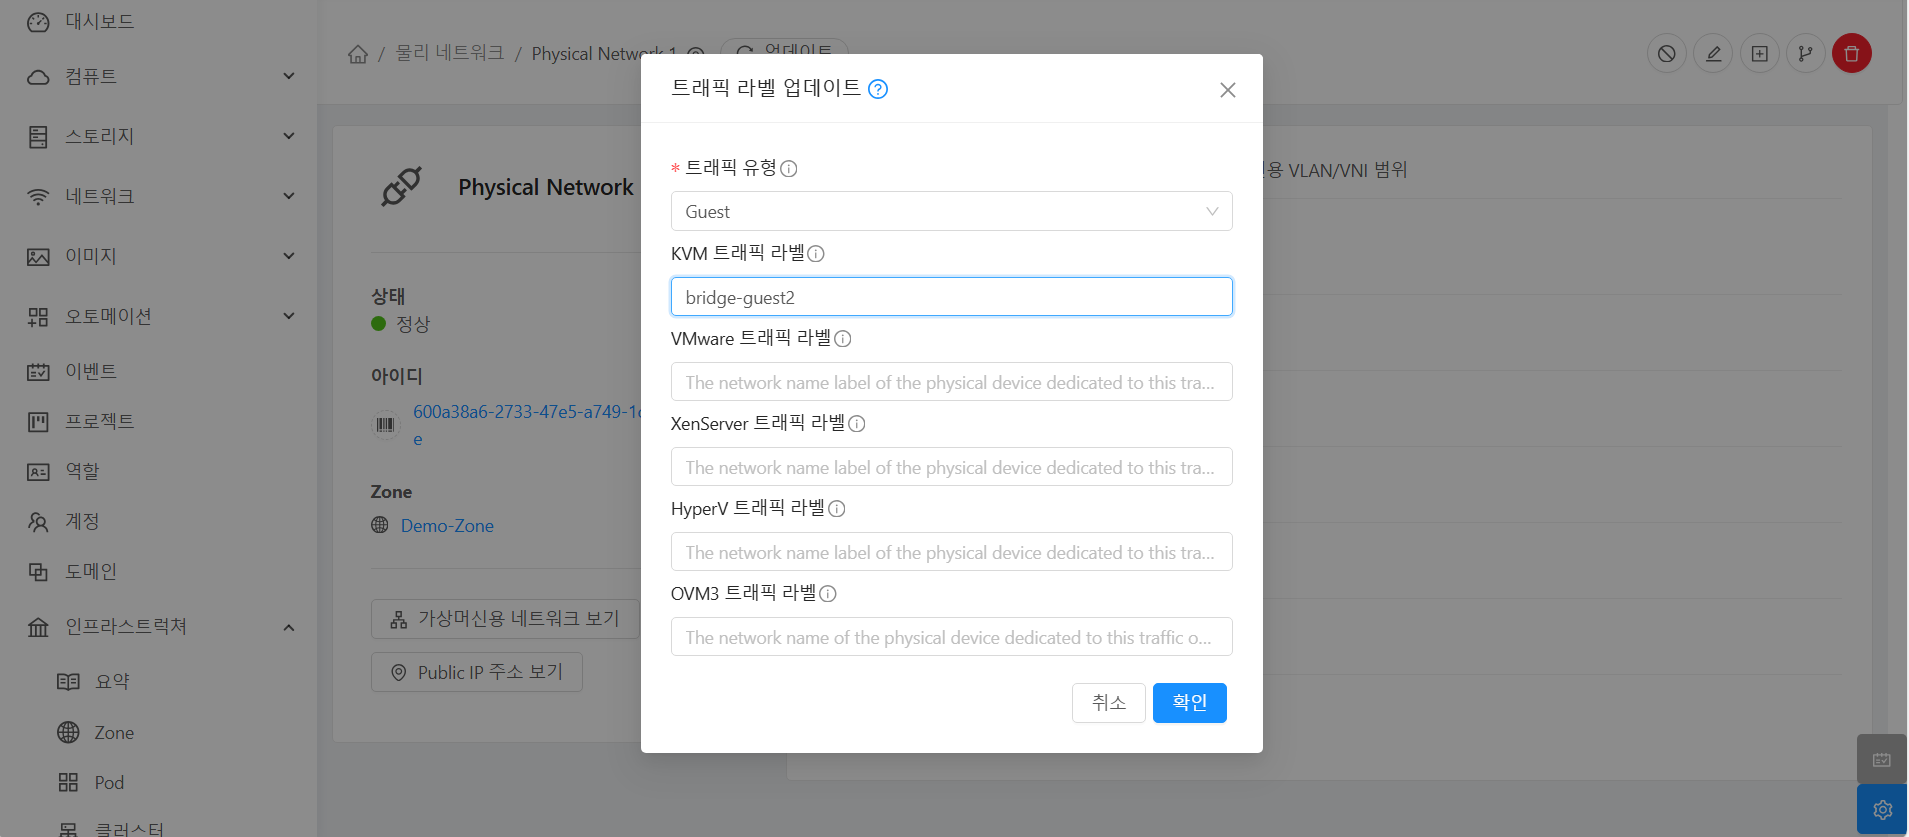 대시보드
컴퓨트
스토리지
네트워크
이미지
오토메이션
이벤트
프로젝트
역할
계정
도메인
인프라스트럭쳐
요약
Zone
Pod
클러스터
/ 물리 네트워크 / Physical Network 1
업데이트
Physical Network
상태
정상
아이디
600a38a6-2733-47e5-a749-1
e
Zone
Demo-Zone
가상머신용 네트워크 보기
Public IP 주소 보기
용 VLAN/VNI 범위
트래픽 라벨 업데이트
* 트래픽 유형
Guest
KVM 트래픽 라벨
bridge-guest2
VMware 트래픽 라벨
The network name label of the physical device dedicated to this tra...
XenServer 트래픽 라벨
The network name label of the physical device dedicated to this tra...
HyperV 트래픽 라벨
The network name label of the physical device dedicated to this tra...
OVM3 트래픽 라벨
The network name of the physical device dedicated to this traffic o...
취소 확인